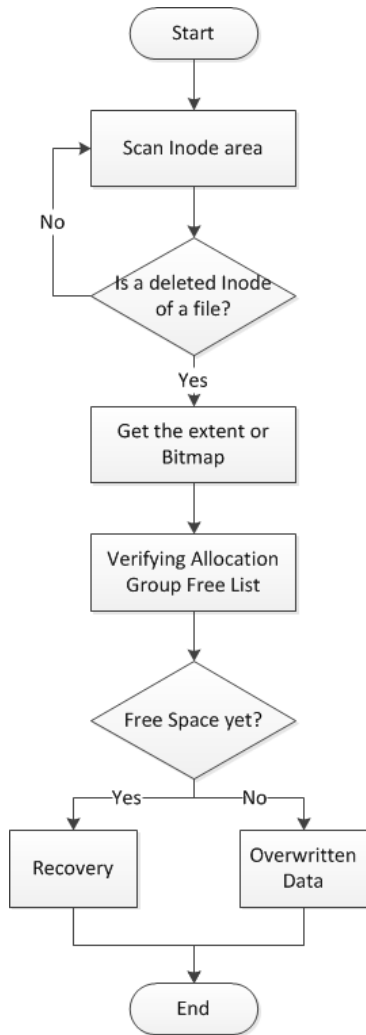 Start
Scan Inode area
No
Is a deleted Inode
of a file?
Yes
Get the extent or
Bitmap
Verifying Allocation
Group Free List
Free Space yet?
Yes
No
Recovery
Overwritten
Data
End